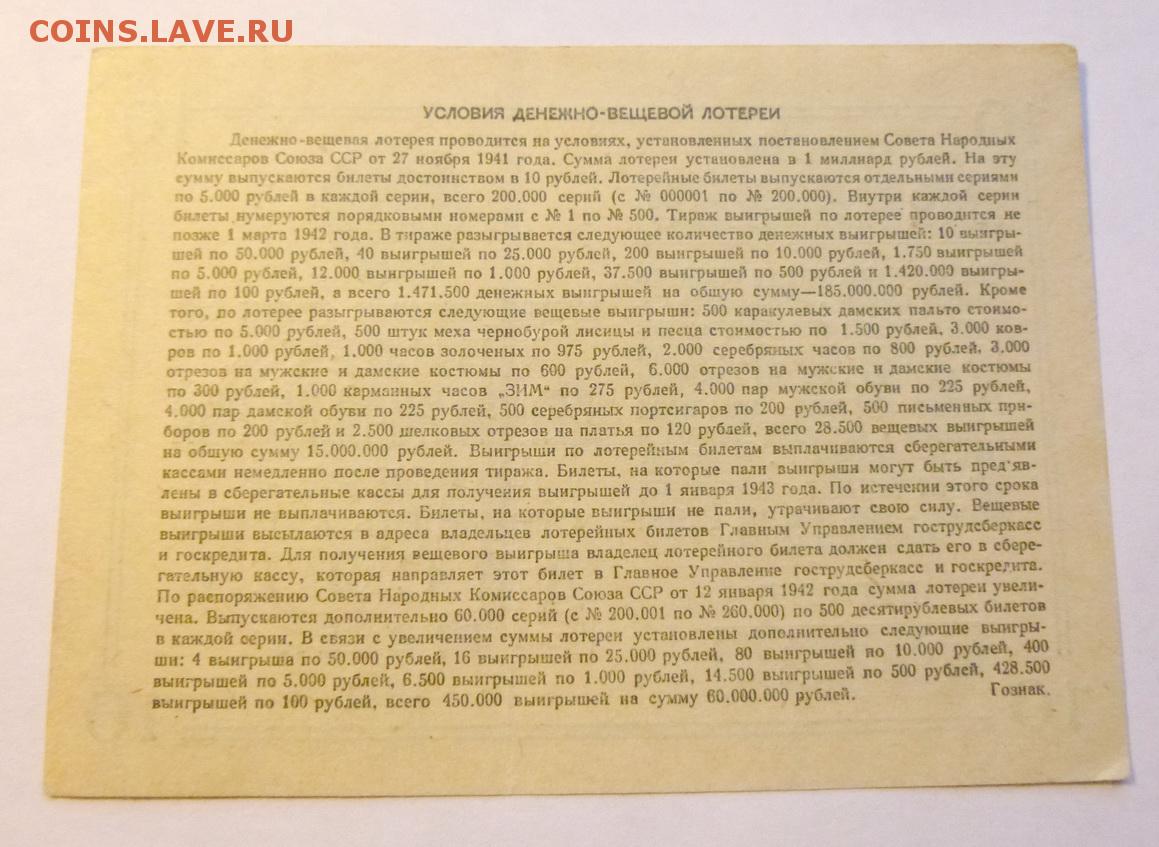 COINS.LAVE.RU
УСЛОВИЯ ДЕНЕЖНО-ВЕЩЕВОЙ ЛОТЕРЕИ
Денежно-вещевая лотерея проводится на условиях, установленных постановлением Совета Народных
Комиссаров Союза ССР от 27 ноября 1941 года. Сумма лотереи установлена в 1 миллиард рублей. На эту
сумму выпускаются билеты достоинством в 10 рублей. Лотерейные билеты выпускаются отдельными сериями
по 5.000 рублей в каждой серии, всего 200.000 серий (с № 000001 по № 200.000). Внутри каждой серии
билеты нумеруются порядковыми номерами с № 1 по № 500. Тираж выигрышей по лотерее проводится не
позже 1 марта 1942 года. В тираже разыгрывается следующее количество денежных выигрышей: 10 выигры-
шей по 50.000 рублей, 40 выигрышей по 25.000 рублей, 200 выигрышей по 10.000 рублей, 1.750 выигрышей
по 5.000 рублей, 12.000 выигрышей по 1.000 рублей, 37.500 выигрышей по 500 рублей и 1.420.000 выигры-
шей по 100 рублей, а всего 1.471.500 денежных выигрышей на общую сумму—185.000.000 рублей. Кроме
того, по лотерее разыгрываются следующие вещевые выигрыши: 500 каракулевых дамских пальто стоимо-
стью по 5.000 рублей, 500 штук меха чернобурой лисицы и песца стоимостью по 1.500 рублей, 3.000 ков-
ров по 1.000 рублей, 1.000 часов золоченых по 975 рублей, 2.000 серебряных часов по 800 рублей, 3.000
отрезов на мужские и дамские костюмы по 600 рублей, 6.000 отрезов на мужские и дамские костюмы
по 300 рублей, 1.000 карманных часов „ЗИМ“ по 275 рублей, 4.000 пар мужской обуви по 225 рублей,
4.000 пар дамской обуви по 225 рублей, 500 серебряных портсигаров по 200 рублей, 500 письменных при-
боров по 200 рублей и 2.500 шелковых отрезов на платья по 120 рублей, всего 28.500 вещевых выигрышей
на общую сумму 15.000.000 рублей. Выигрыши по лотерейным билетам выплачиваются сберегательными
кассами немедленно после проведения тиража. Билеты, на которые пали выигрыши могут быть пред'яв-
лены в сберегательные кассы для получения выигрышей до 1 января 1943 года. По истечении этого срока
выигрыши не выплачиваются. Билеты, на которые выигрыши не пали, утрачивают свою силу. Вещевые
выигрыши высылаются в адреса владельцев лотерейных билетов Главным Управлением гострудсберкасс
и госкредита. Для получения вещевого выигрыша владелец лотерейного билета должен сдать его в сбере-
гательную кассу, которая направляет этот билет в Главное Управление гострудсберкасс и госкредита.
По распоряжению Совета Народных Комиссаров Союза ССР от 12 января 1942 года сумма лотереи увели-
чена. Выпускаются дополнительно 60.000 серий (с № 200.001 по № 260.000) по 500 десятирублевых билетов
в каждой серии. В связи с увеличением суммы лотереи установлены дополнительно следующие выигры-
ши: 4 выигрыша по 50.000 рублей, 16 выигрышей по 25.000 рублей, 80 выигрышей по 10.000 рублей, 400
выигрышей по 5.000 рублей, 6.500 выигрышей по 1.000 рублей, 14.500 выигрышей по 500 рублей, 428.500
выигрышей по 100 рублей, всего 450.000 выигрышей на сумму 60.000.000 рублей. Гознак.